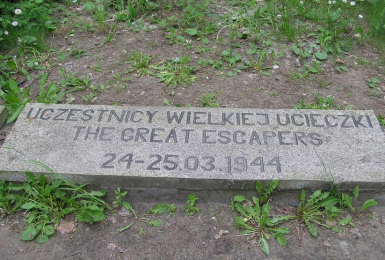 UCZESTNICY WIELKIEJ UCIECZKI
THE GREAT ESCAPERS
24-25.03.1944